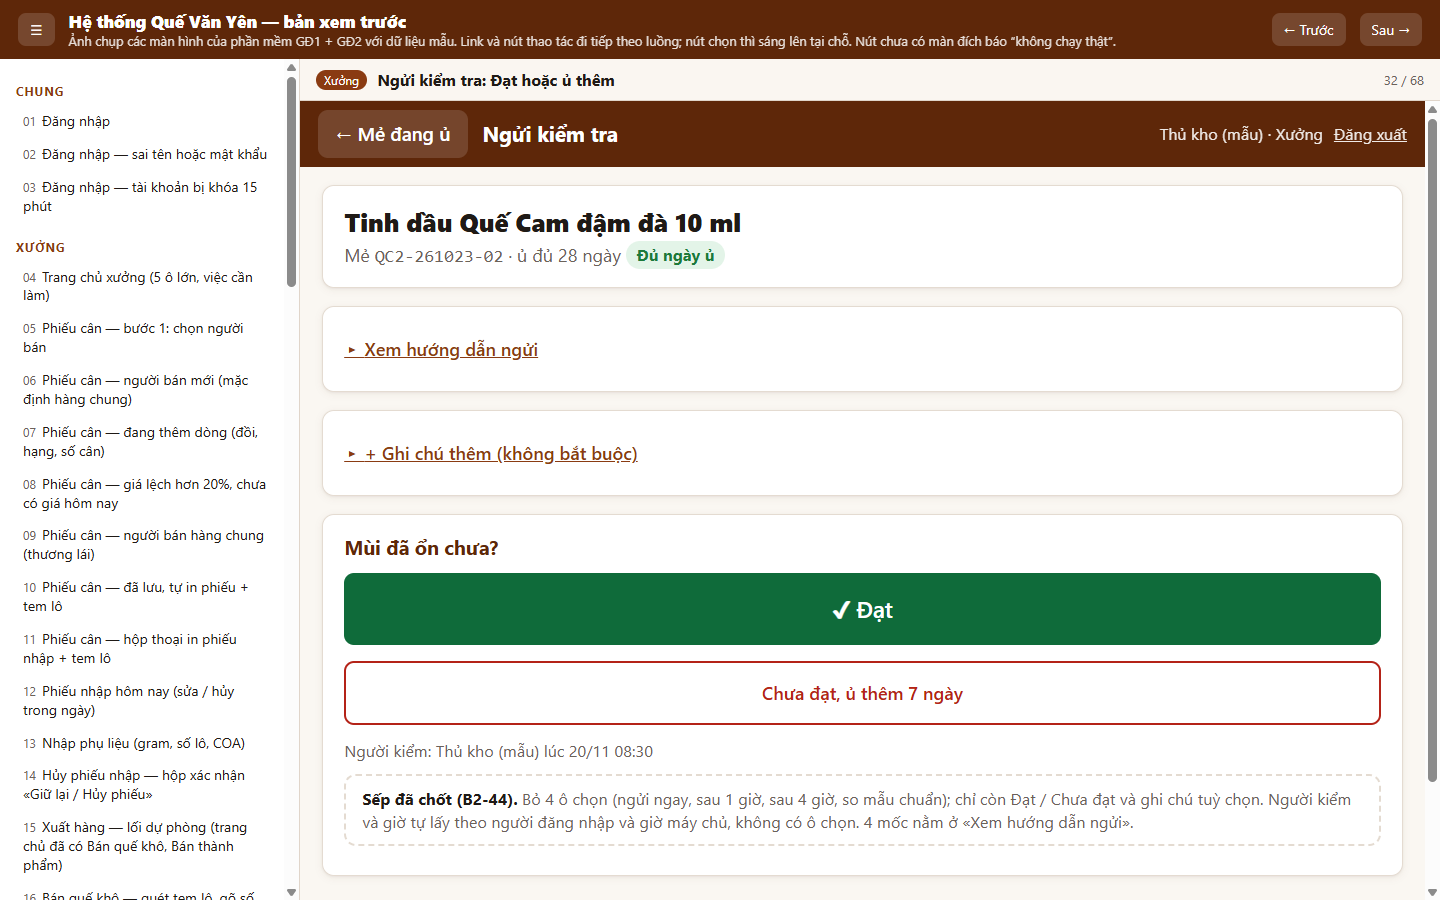 ☰
Hệ thống Quế Văn Yên — bản xem trước
Ảnh chụp các màn hình của phần mềm GĐ1 + GĐ2 với dữ liệu mẫu. Link và nút thao tác đi tiếp theo luồng; nút chọn thì sáng lên tại chỗ. Nút chưa có màn đích báo “không chạy thật”.
← Trước
Sau →
CHUNG
01 Đăng nhập
02 Đăng nhập — sai tên hoặc mật khẩu
03 Đăng nhập — tài khoản bị khóa 15
phút
XƯỞNG
04 Trang chủ xưởng (5 ô lớn, việc cần
làm)
05 Phiếu cân — bước 1: chọn người
bán
06 Phiếu cân — người bán mới (mặc
định hàng chung)
07 Phiếu cân — đang thêm dòng (đồi,
hạng, số cân)
08 Phiếu cân — giá lệch hơn 20%, chưa
có giá hôm nay
09 Phiếu cân — người bán hàng chung
(thương lái)
10 Phiếu cân — đã lưu, tự in phiếu +
tem lô
11 Phiếu cân — hộp thoại in phiếu
nhập + tem lô
12 Phiếu nhập hôm nay (sửa / hủy
trong ngày)
13 Nhập phụ liệu (gram, số lô, COA)
14 Hủy phiếu nhập — hộp xác nhận
«Giữ lại / Hủy phiếu»
15 Xuất hàng — lối dự phòng (trang
chủ đã có Bán quế khô, Bán thành
phẩm)
16 Bán quế khô — quét tem lô, gõ số
Xưởng
Ngửi kiểm tra: Đạt hoặc ủ thêm
32 / 68
← Mẻ đang ủ
Ngửi kiểm tra
Thủ kho (mẫu) · Xưởng
Đăng xuất
Tinh dầu Quế Cam đậm đà 10 ml
Mẻ QC2-261023-02 · ủ đủ 28 ngày Đủ ngày ủ
▸ Xem hướng dẫn ngửi
▸ + Ghi chú thêm (không bắt buộc)
Mùi đã ổn chưa?
✓ Đạt
Chưa đạt, ủ thêm 7 ngày
Người kiểm: Thủ kho (mẫu) lúc 20/11 08:30
Sếp đã chốt (B2-44). Bỏ 4 ô chọn (ngửi ngay, sau 1 giờ, sau 4 giờ, so mẫu chuẩn); chỉ còn Đạt / Chưa đạt và ghi chú tuỳ chọn. Người kiểm
và giờ tự lấy theo người đăng nhập và giờ máy chủ, không có ô chọn. 4 mốc nằm ở «Xem hướng dẫn ngửi».